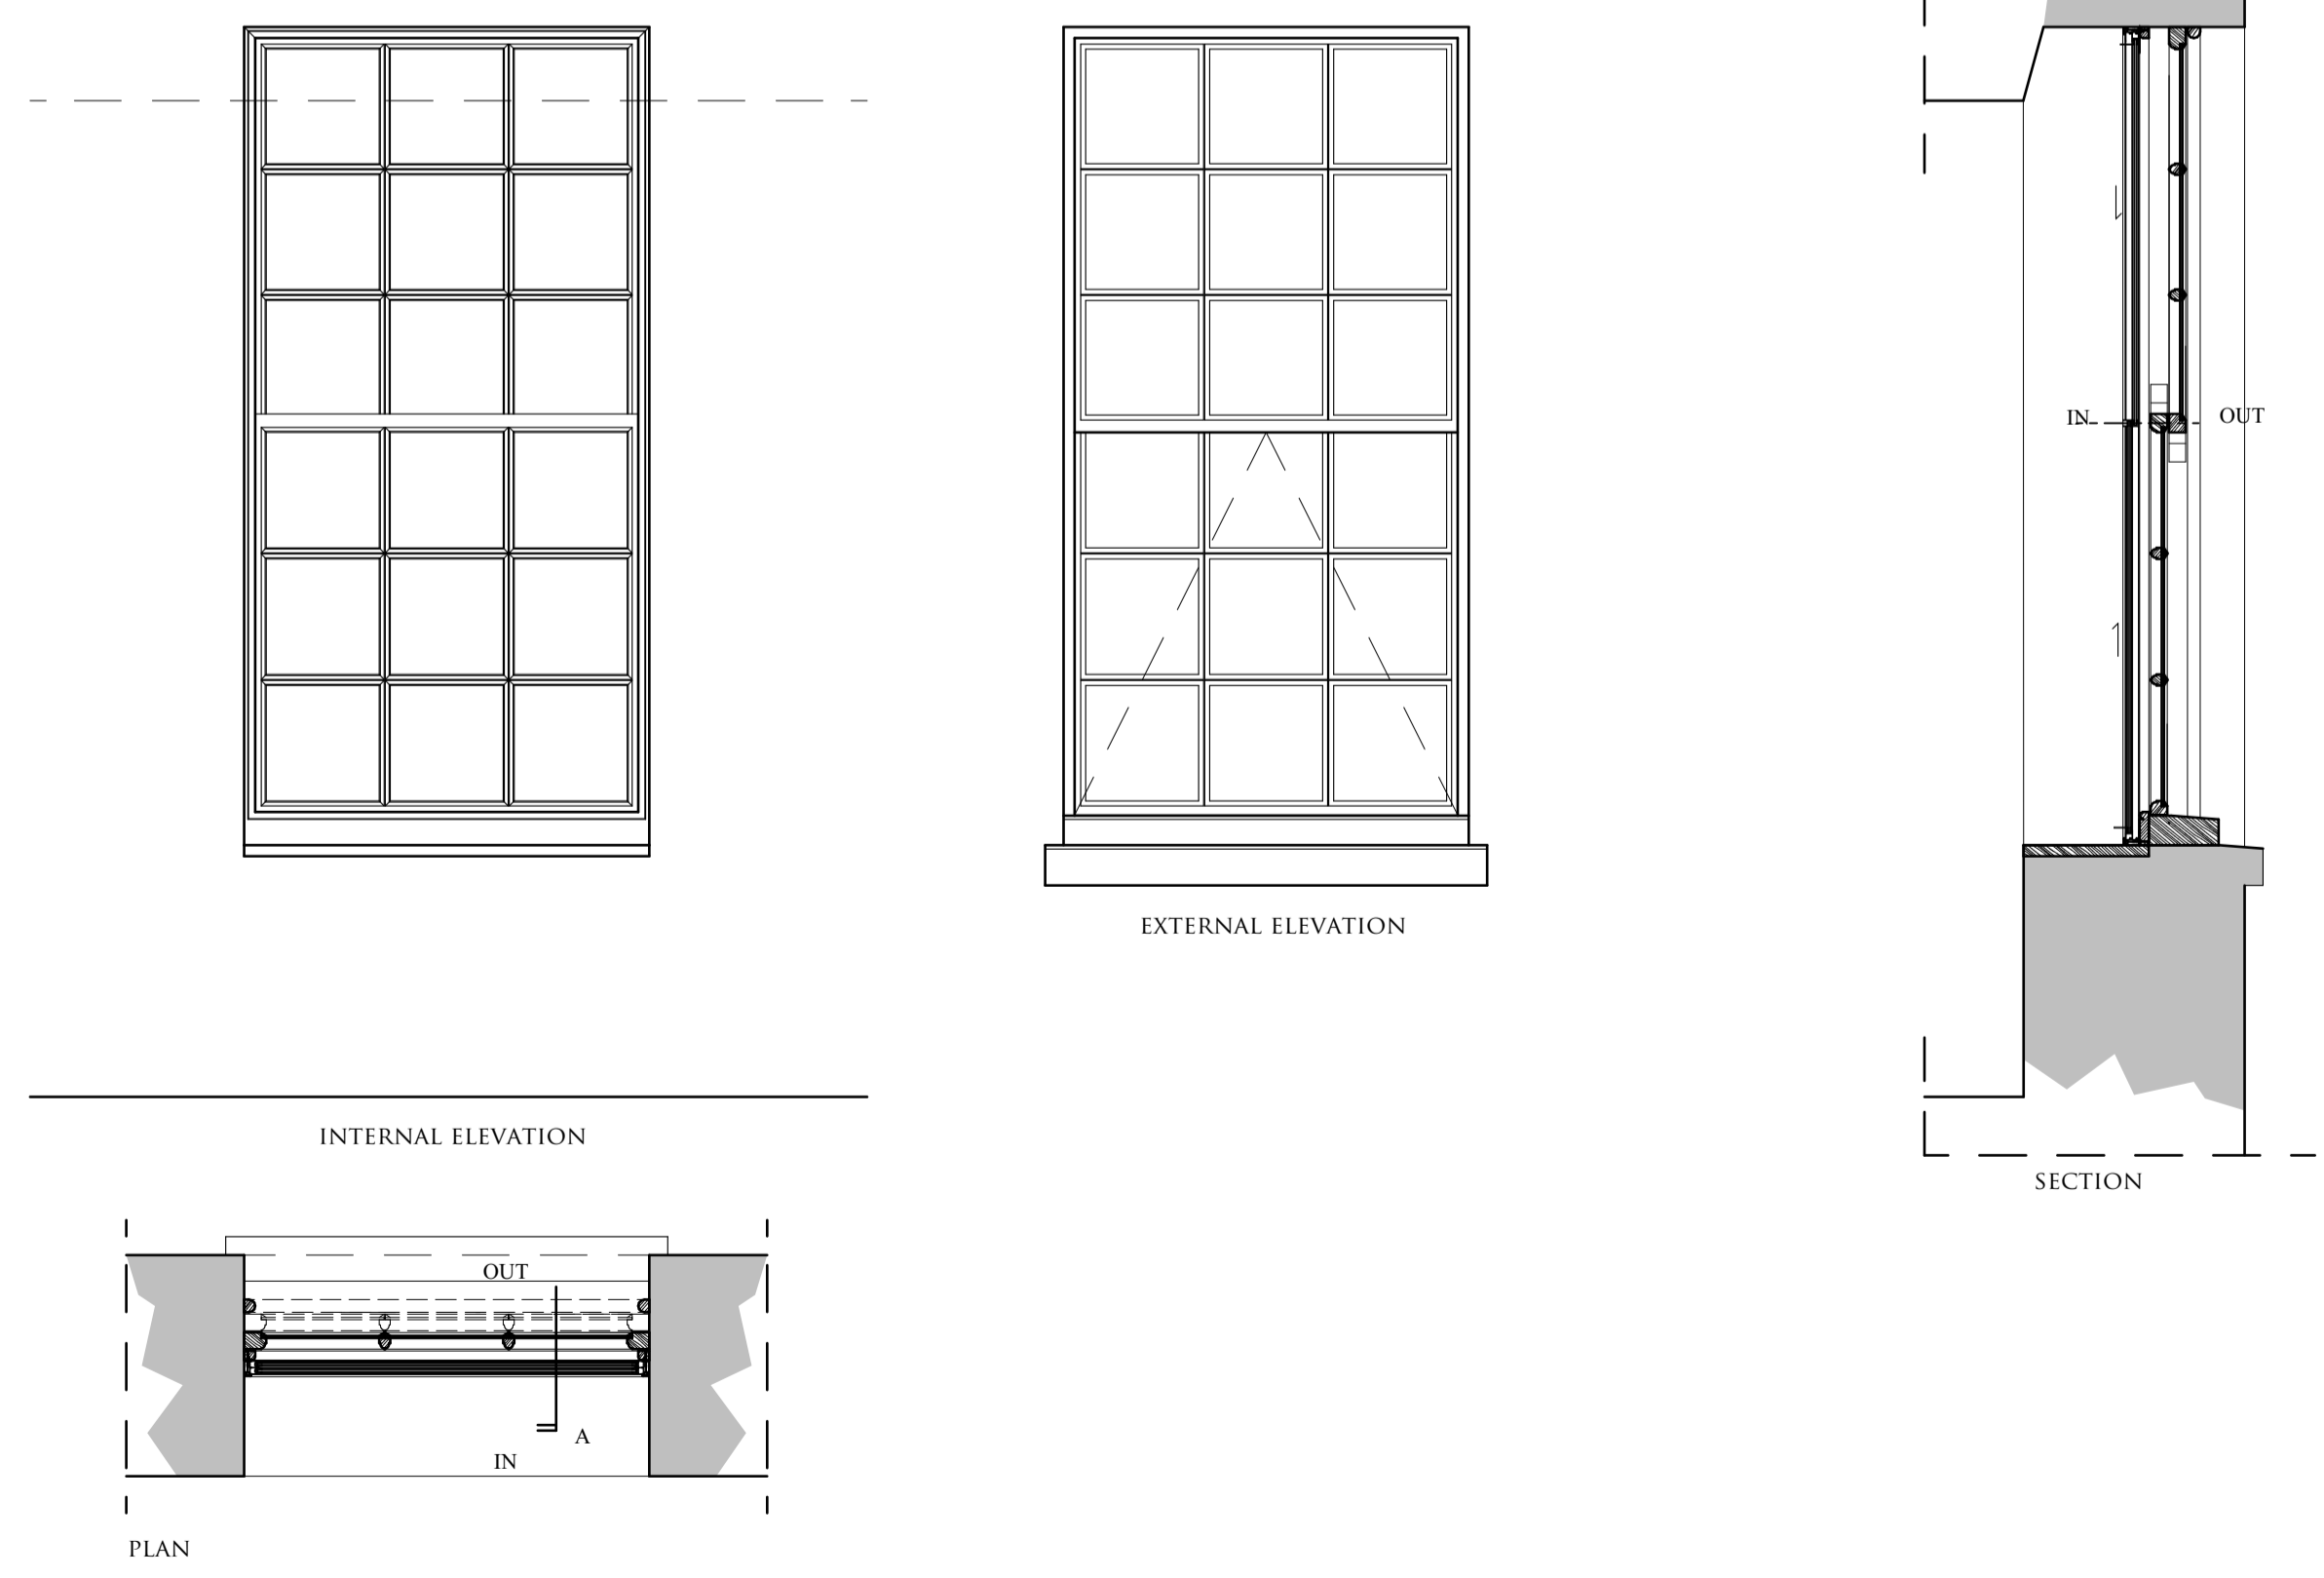 IN
OUT
EXTERNAL ELEVATION
INTERNAL ELEVATION
SECTION
OUT
A
IN
PLAN